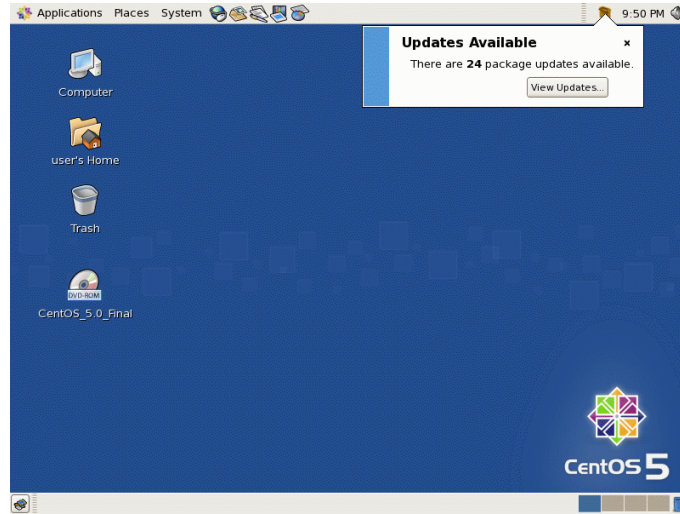 Applications Places System 9:50 PM
Updates Available x
There are 24 package updates available.
View Updates...
Computer
user's Home
Trash
DVD-ROM
CentOS_5.0_Final
CentOS 5